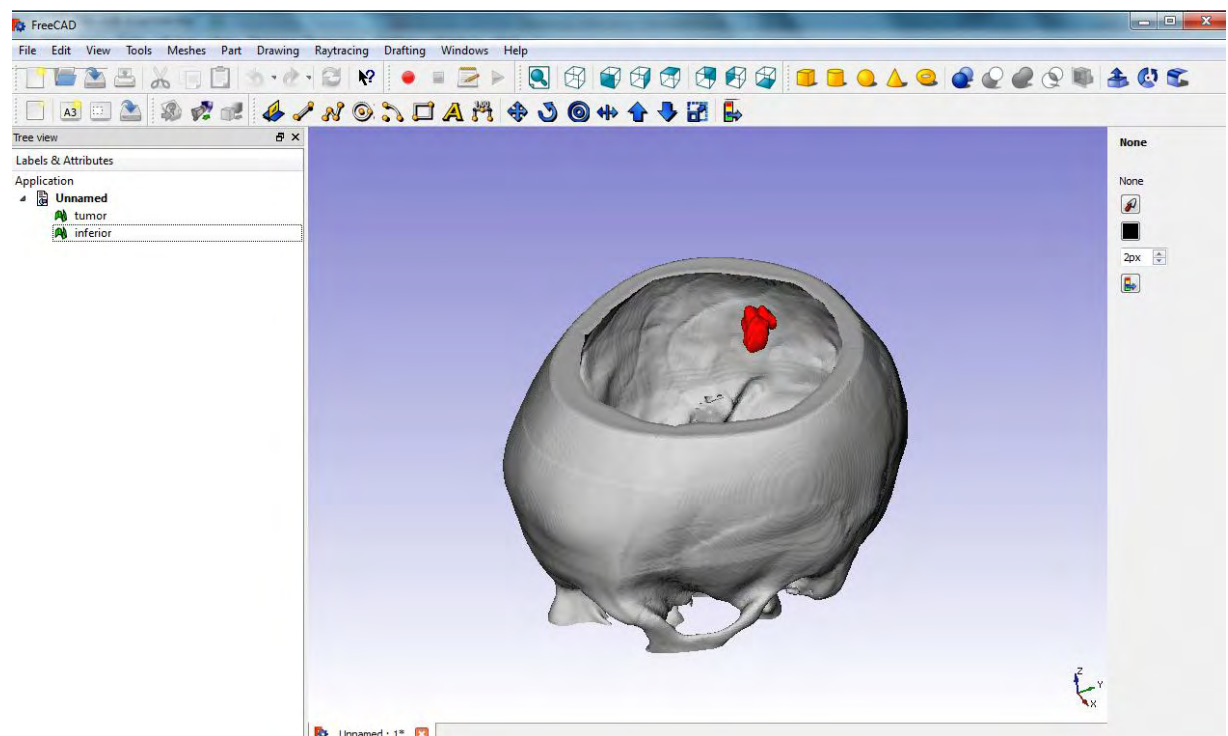 FreeCAD
File Edit View Tools Meshes Part Drawing Raytracing Drafting Windows Help
A3
A
Tree view
Labels & Attributes
Application
Unnamed
tumor
inferior
None
None
2px
Z
Y
X
Unnamed : 1*